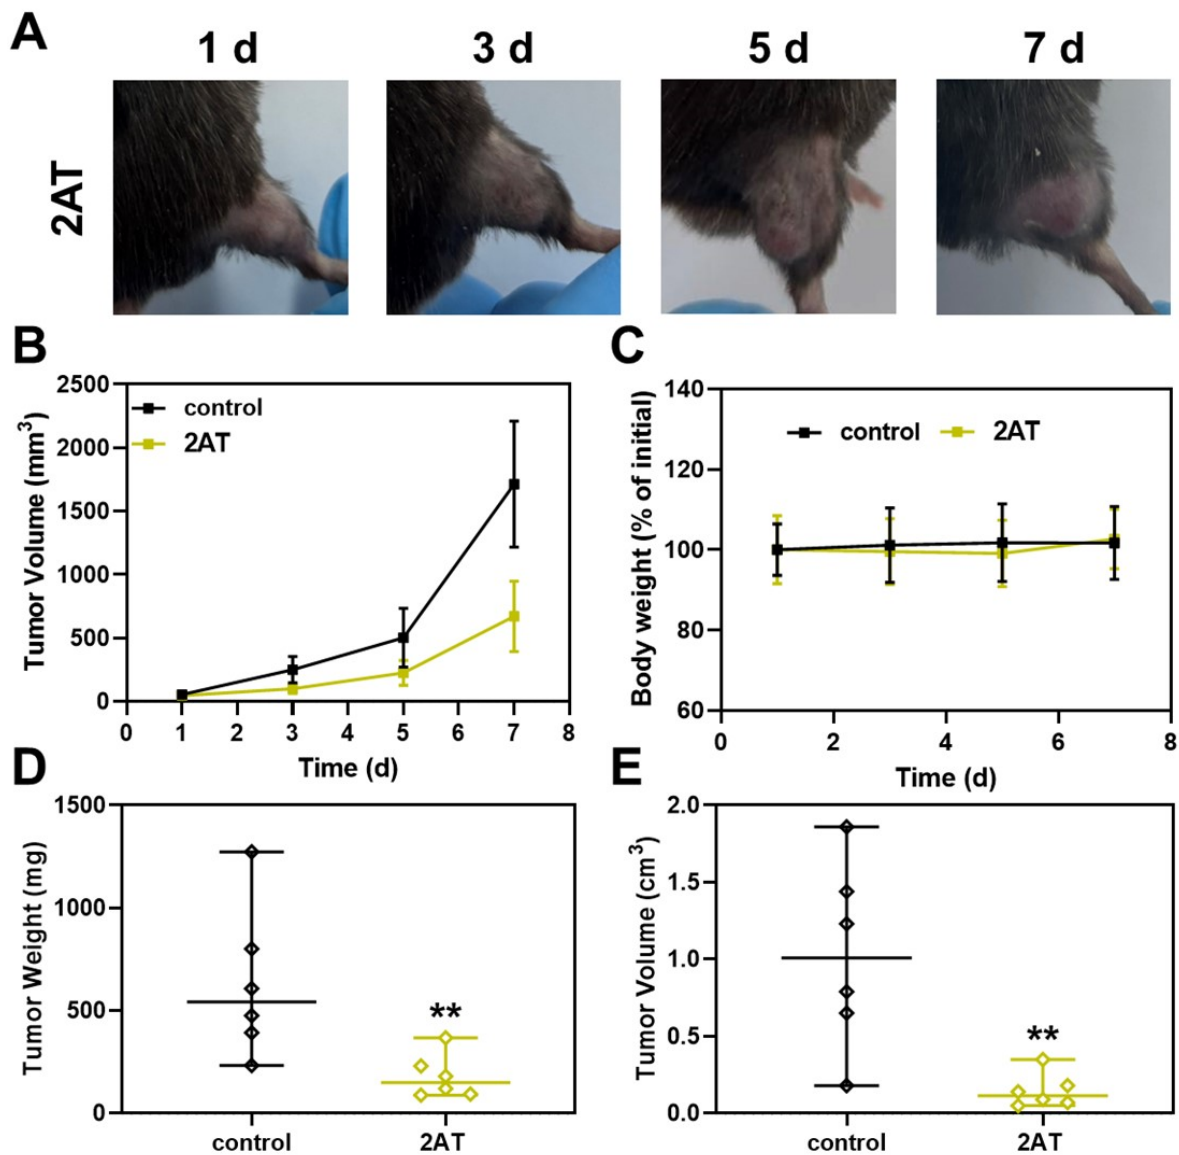 A
1 d 3 d 5 d 7 d
2AT
B
Tumor Volume (mm3)
2500
2000
1500
1000
500
0
control
2AT
0 1 2 3 4 5 6 7 8
Time (d)
C
Body weight (% of initial)
140
120
100
80
60
control 2AT
0 2 4 6 8
Time (d)
D
Tumor Weight (mg)
1500
1000
500
0
**
control 2AT
E
Tumor Volume (cm3)
2.0
1.5
1.0
0.5
0.0
**
control 2AT